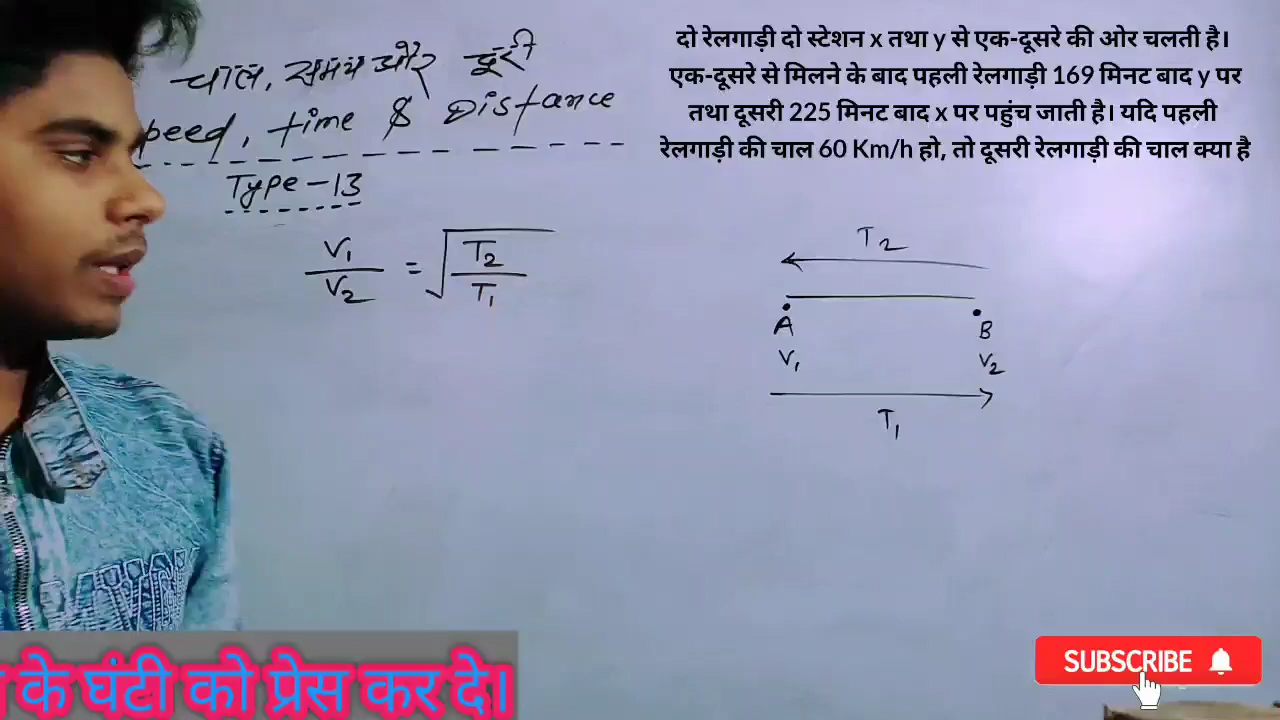 चाल, समय और दूरी
peed, time & Distance
Type-13
V₁/V₂ = √(T₂/T₁)
दो रेलगाड़ी दो स्टेशन x तथा y से एक-दूसरे की ओर चलती है।
एक-दूसरे से मिलने के बाद पहली रेलगाड़ी 169 मिनट बाद y पर
तथा दूसरी 225 मिनट बाद x पर पहुंच जाती है। यदि पहली
रेलगाड़ी की चाल 60 Km/h हो, तो दूसरी रेलगाड़ी की चाल क्या है
T₂
A B
V₁ V₂
T₁
के घंटी को प्रेस कर दे।
SUBSCRIBE